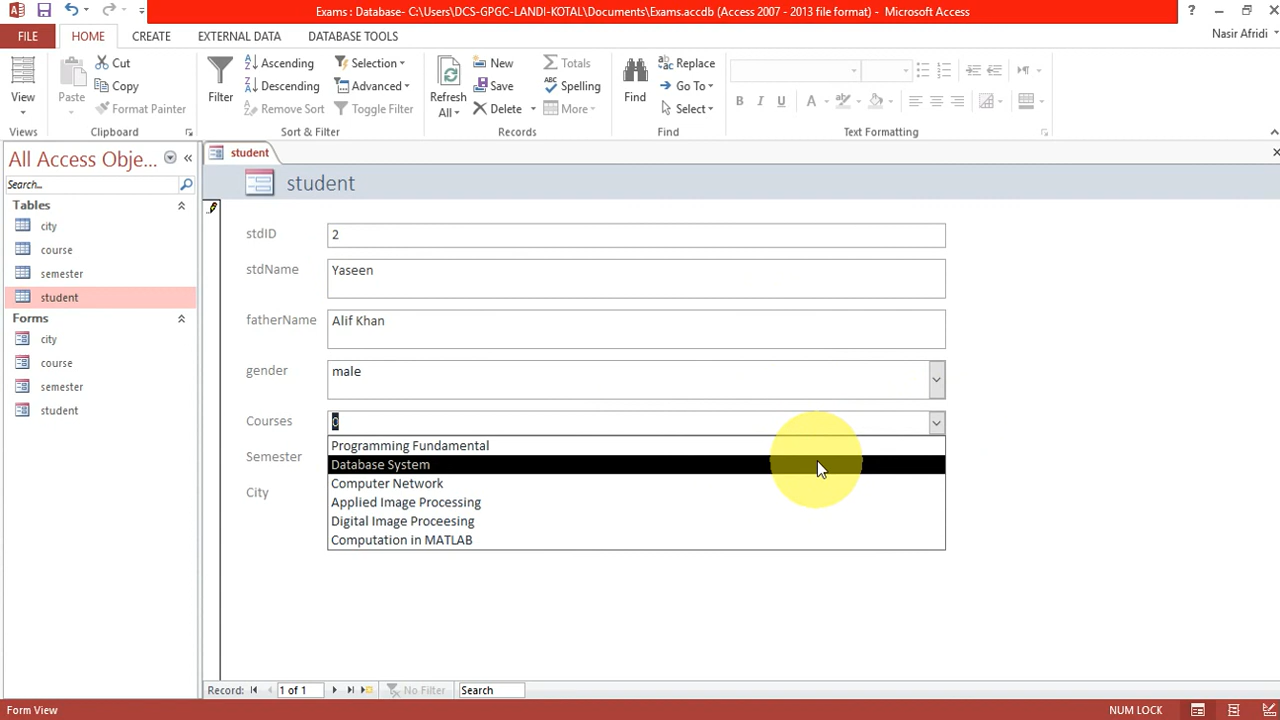 Exams : Database- C:\Users\DCS-GPGC-LANDI-KOTAL\Documents\Exams.accdb (Access 2007 - 2013 file format) - Microsoft Access
FILE HOME CREATE EXTERNAL DATA DATABASE TOOLS Nasir Afridi
View
Views
Paste
Cut
Copy
Format Painter
Clipboard
Filter
Ascending
Descending
Remove Sort
Selection
Advanced
Toggle Filter
Sort & Filter
Refresh
All
New
Save
Delete
Totals
Spelling
More
Records
Find
Replace
Go To
Select
Find
B I U A
Text Formatting
All Access Obje...
Search...
Tables
city
course
semester
student
Forms
city
course
semester
student
student
student
stdID 2
stdName Yaseen
fatherName Alif Khan
gender male
Courses 0
Programming Fundamental
Semester
Database System
Computer Network
City
Applied Image Processing
Digital Image Proceesing
Computation in MATLAB
Record: 1 of 1 No Filter Search
Form View NUM LOCK